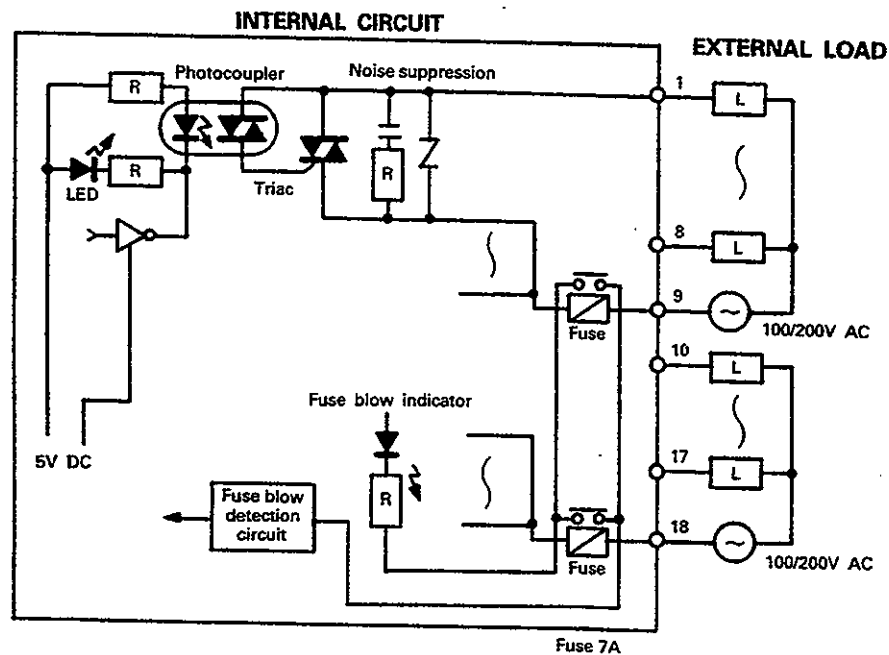 INTERNAL CIRCUIT
EXTERNAL LOAD
Photocoupler
Noise suppression
R
1
L
LED
R
Triac
R
8
L
9
Fuse
100/200V AC
10
L
Fuse blow indicator
5V DC
17
L
R
Fuse blow
detection
circuit
18
Fuse
100/200V AC
Fuse 7A